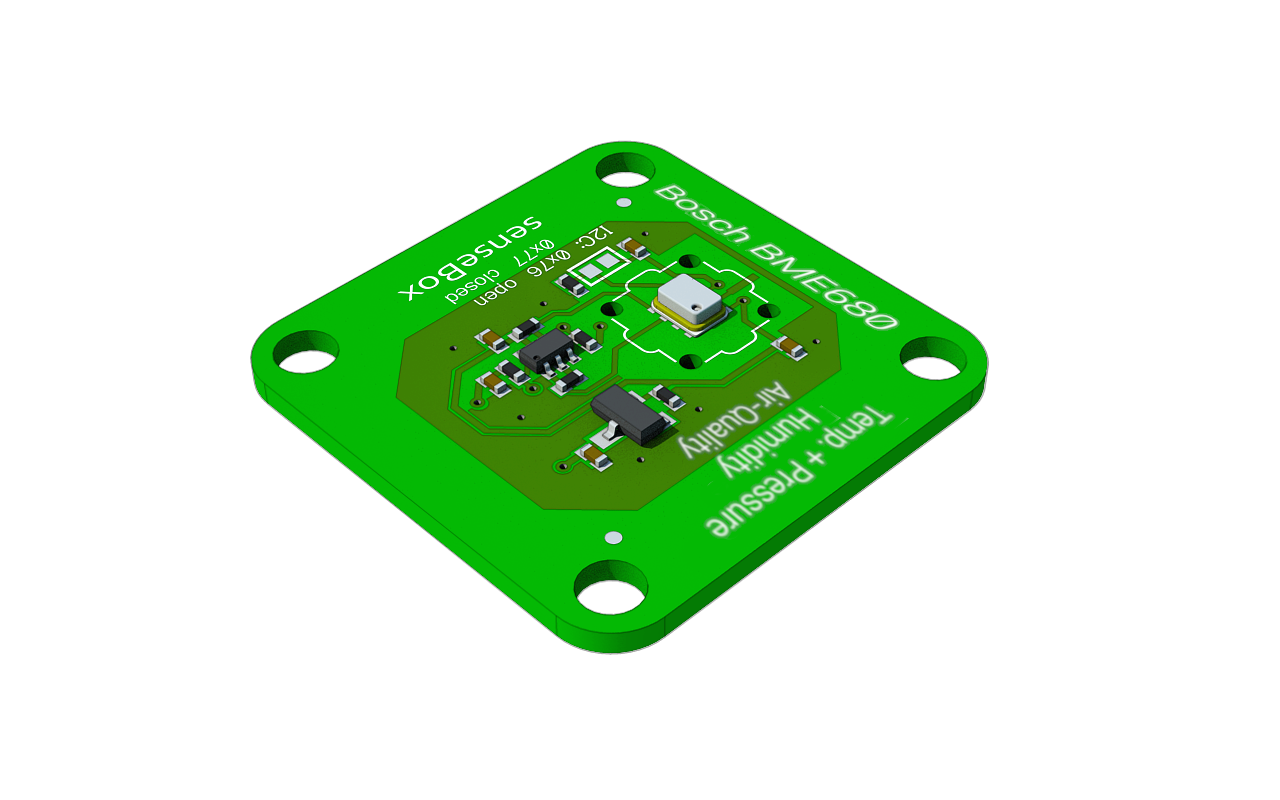 Bosch BME680
Temp. + Pressure
Humidity
Air-Quality
I2C: 0x76 open
0x77 closed
senseBox